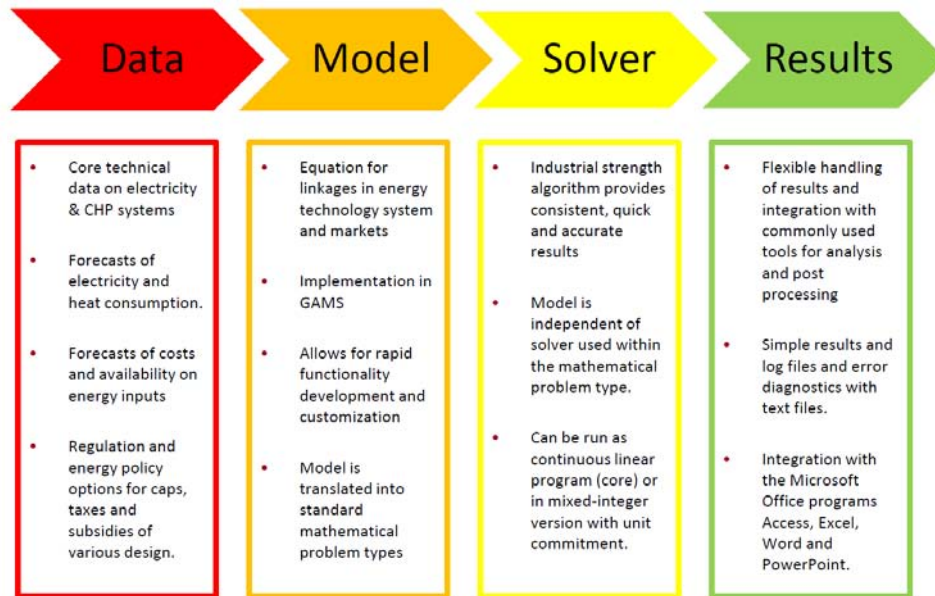 Data
Model
Solver
Results
• Core technical
data on electricity
& CHP systems
• Forecasts of
electricity and
heat consumption.
• Forecasts of costs
and availability on
energy inputs
• Regulation and
energy policy
options for caps,
taxes and
subsidies of
various design.
• Equation for
linkages in energy
technology system
and markets
• Implementation in
GAMS
• Allows for rapid
functionality
development and
customization
• Model is
translated into
standard
mathematical
problem types
• Industrial strength
algorithm provides
consistent, quick
and accurate
results
• Model is
independent of
solver used within
the mathematical
problem type.
• Can be run as
continuous linear
program (core) or
in mixed-integer
version with unit
commitment.
• Flexible handling
of results and
integration with
commonly used
tools for analysis
and post
processing
• Simple results and
log files and error
diagnostics with
text files.
• Integration with
the Microsoft
Office programs
Access, Excel,
Word and
PowerPoint.